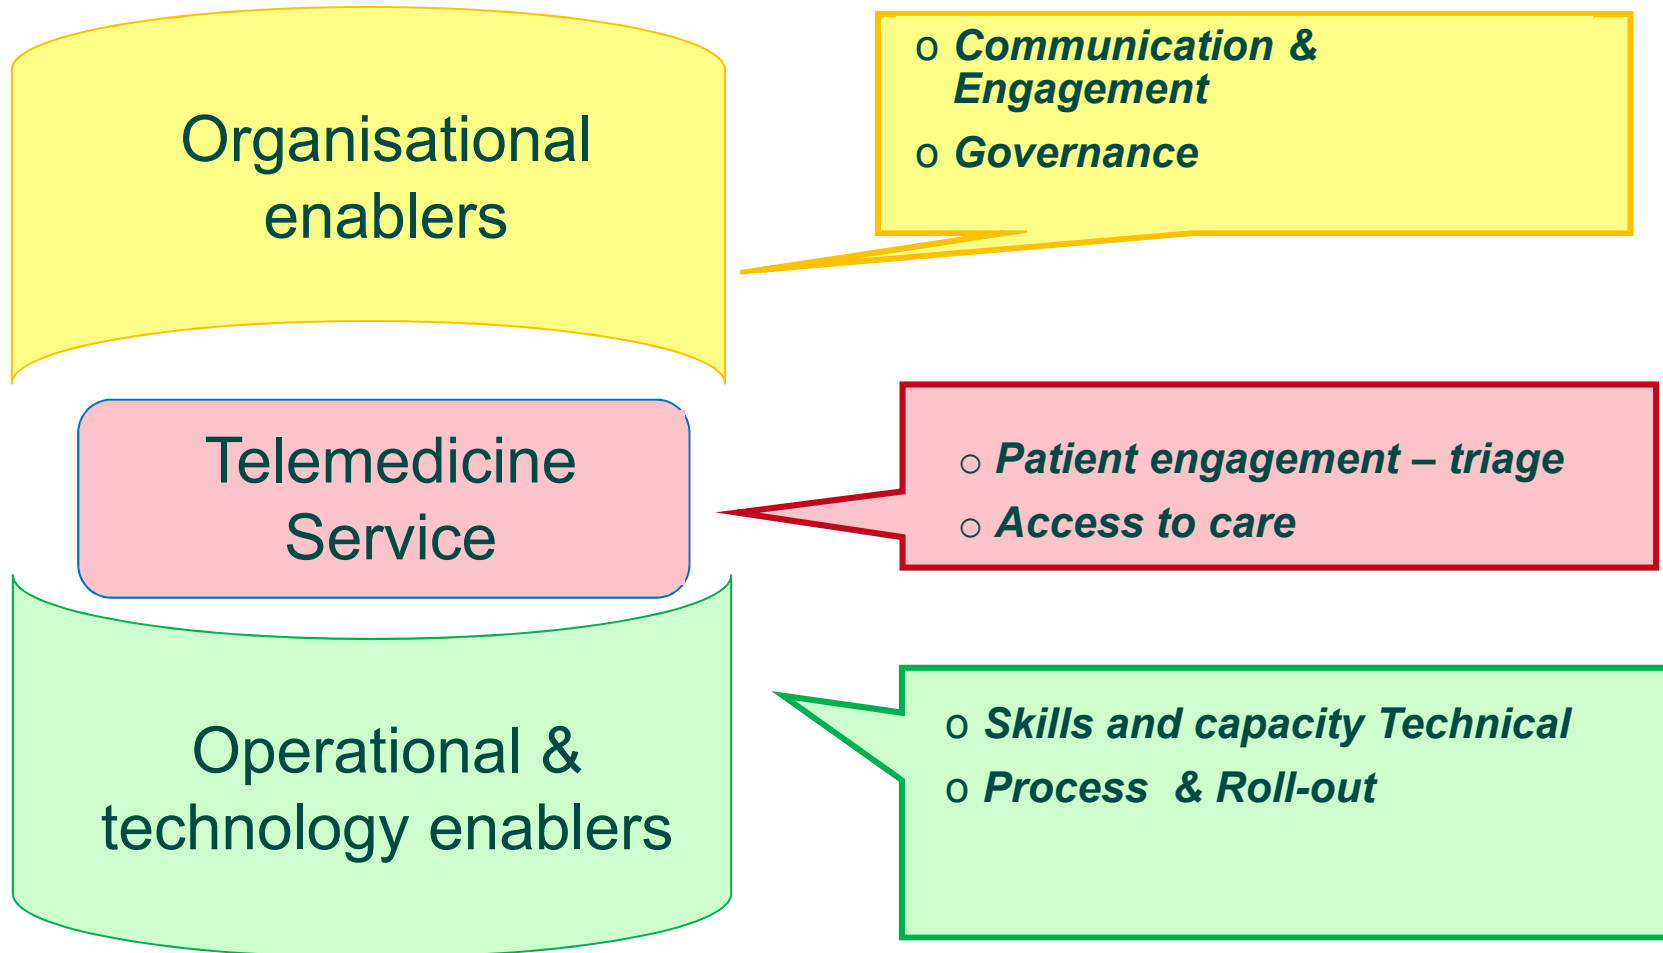 Organisational
enablers
o Communication &
Engagement
o Governance
Telemedicine
Service
o Patient engagement – triage
o Access to care
Operational &
technology enablers
o Skills and capacity Technical
o Process & Roll-out